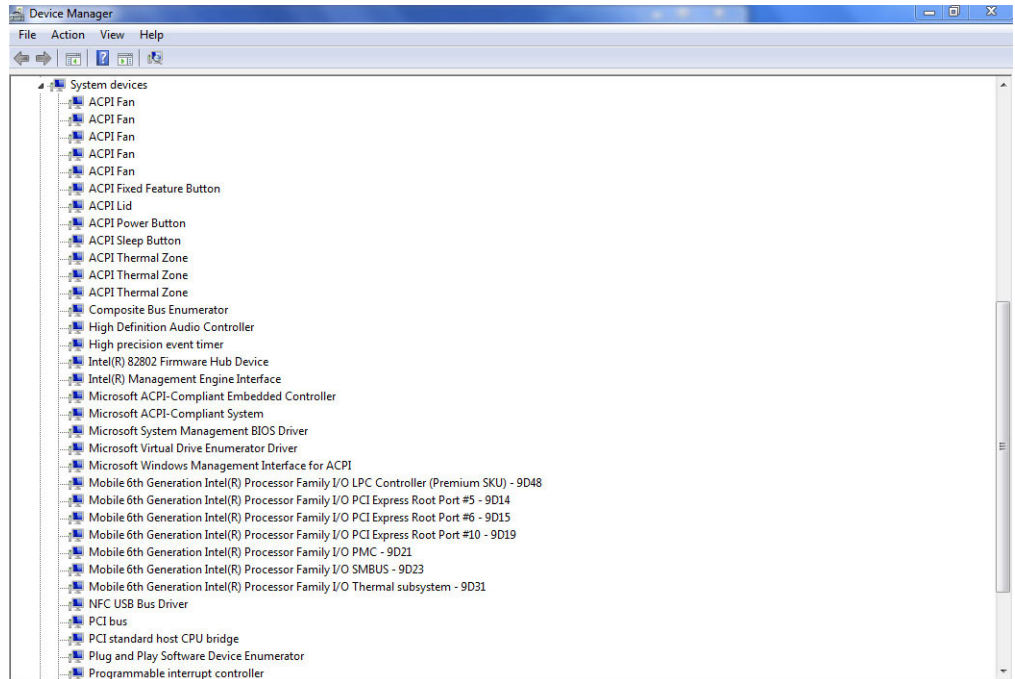 Device Manager
File Action View Help
System devices
ACPI Fan
ACPI Fan
ACPI Fan
ACPI Fan
ACPI Fan
ACPI Fixed Feature Button
ACPI Lid
ACPI Power Button
ACPI Sleep Button
ACPI Thermal Zone
ACPI Thermal Zone
ACPI Thermal Zone
Composite Bus Enumerator
High Definition Audio Controller
High precision event timer
Intel(R) 82802 Firmware Hub Device
Intel(R) Management Engine Interface
Microsoft ACPI-Compliant Embedded Controller
Microsoft ACPI-Compliant System
Microsoft System Management BIOS Driver
Microsoft Virtual Drive Enumerator Driver
Microsoft Windows Management Interface for ACPI
Mobile 6th Generation Intel(R) Processor Family I/O LPC Controller (Premium SKU) - 9D48
Mobile 6th Generation Intel(R) Processor Family I/O PCI Express Root Port #5 - 9D14
Mobile 6th Generation Intel(R) Processor Family I/O PCI Express Root Port #6 - 9D15
Mobile 6th Generation Intel(R) Processor Family I/O PCI Express Root Port #10 - 9D19
Mobile 6th Generation Intel(R) Processor Family I/O PMC - 9D21
Mobile 6th Generation Intel(R) Processor Family I/O SMBUS - 9D23
Mobile 6th Generation Intel(R) Processor Family I/O Thermal subsystem - 9D31
NFC USB Bus Driver
PCI bus
PCI standard host CPU bridge
Plug and Play Software Device Enumerator
Programmable interrupt controller